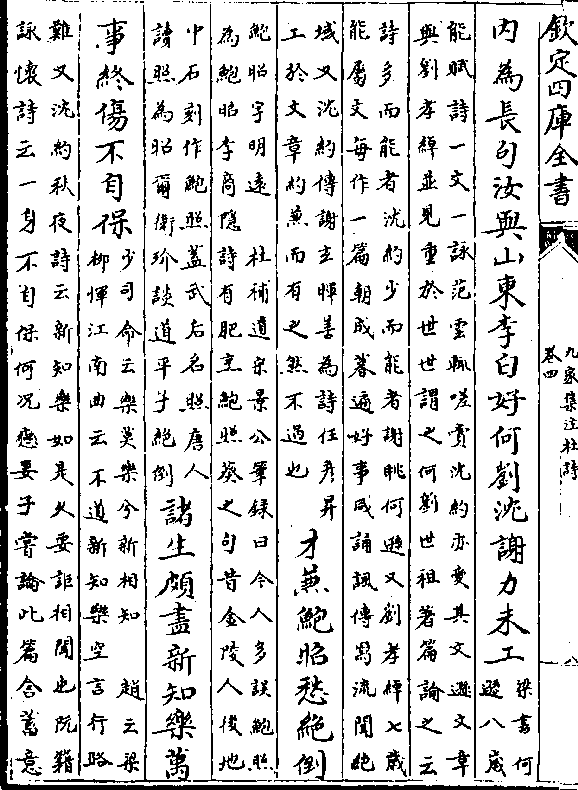 欽定四庫全書
九家集注杜詩
卷四
内為長句汝與山東李白好何劉沈謝力未工
梁書何
遜八歲
能賦詩一文一詠范雲輒嗟賞沈約亦愛其文遜文章
與劉孝綽並見重於世世謂之何劉世祖著篇論之云
詩多而能者沈約少而能者謝朓何遜又劉孝綽七歲
能屬文每作一篇朝成暮遍好事咸誦諷傳寫流聞絶
域又沈約傳謝玄暉善為詩任彦昇
工於文章約兼而有之然不過也
才兼鮑昭愁絶倒
鮑昭字明遠 杜補遺宋景公筆録曰今人多誤鮑照
為鮑昭李商隱詩有肥烹鮑照葵之句昔金陵人後地
中石刻作鮑照蓋武后名照唐人
讀照為昭爾衛玠談道平子絶倒
諸生頗盡新知樂萬
事終傷不自保
少司命云樂莫樂兮新相知 趙云梁
柳惲江南曲云不道新知樂空言行路
難又沈約秋夜詩云新知樂如是久要詎相聞也阮籍
詠懷詩云一身不自保何况戀妻子嘗論此篇含蓄意